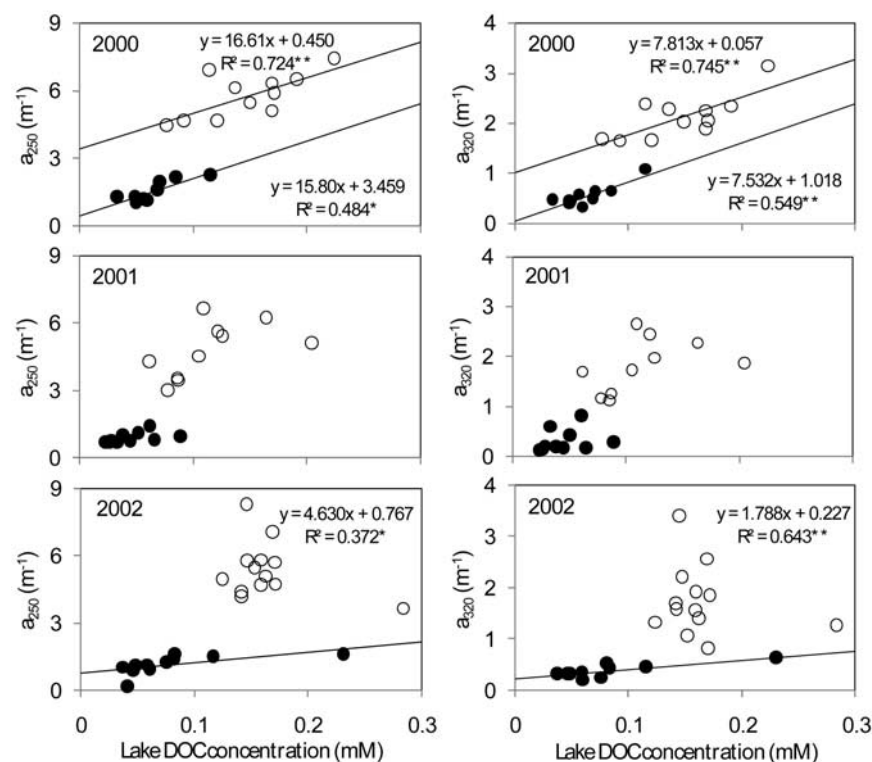 9
6
3
0
a250 (m-1)
2000
y = 16.61x + 0.450
R² = 0.724**
y = 15.80x + 3.459
R² = 0.484*
4
3
2
1
0
a320 (m-1)
2000
y = 7.813x + 0.057
R² = 0.745**
y = 7.532x + 1.018
R² = 0.549**
9
6
3
0
a250 (m-1)
2001
4
3
2
1
0
a320 (m-1)
2001
9
6
3
0
a250 (m-1)
2002
y = 4.630x + 0.767
R² = 0.372*
0 0.1 0.2 0.3
Lake DOC concentration (mM)
4
3
2
1
0
a320 (m-1)
2002
y = 1.788x + 0.227
R² = 0.643**
0 0.1 0.2 0.3
Lake DOC concentration (mM)